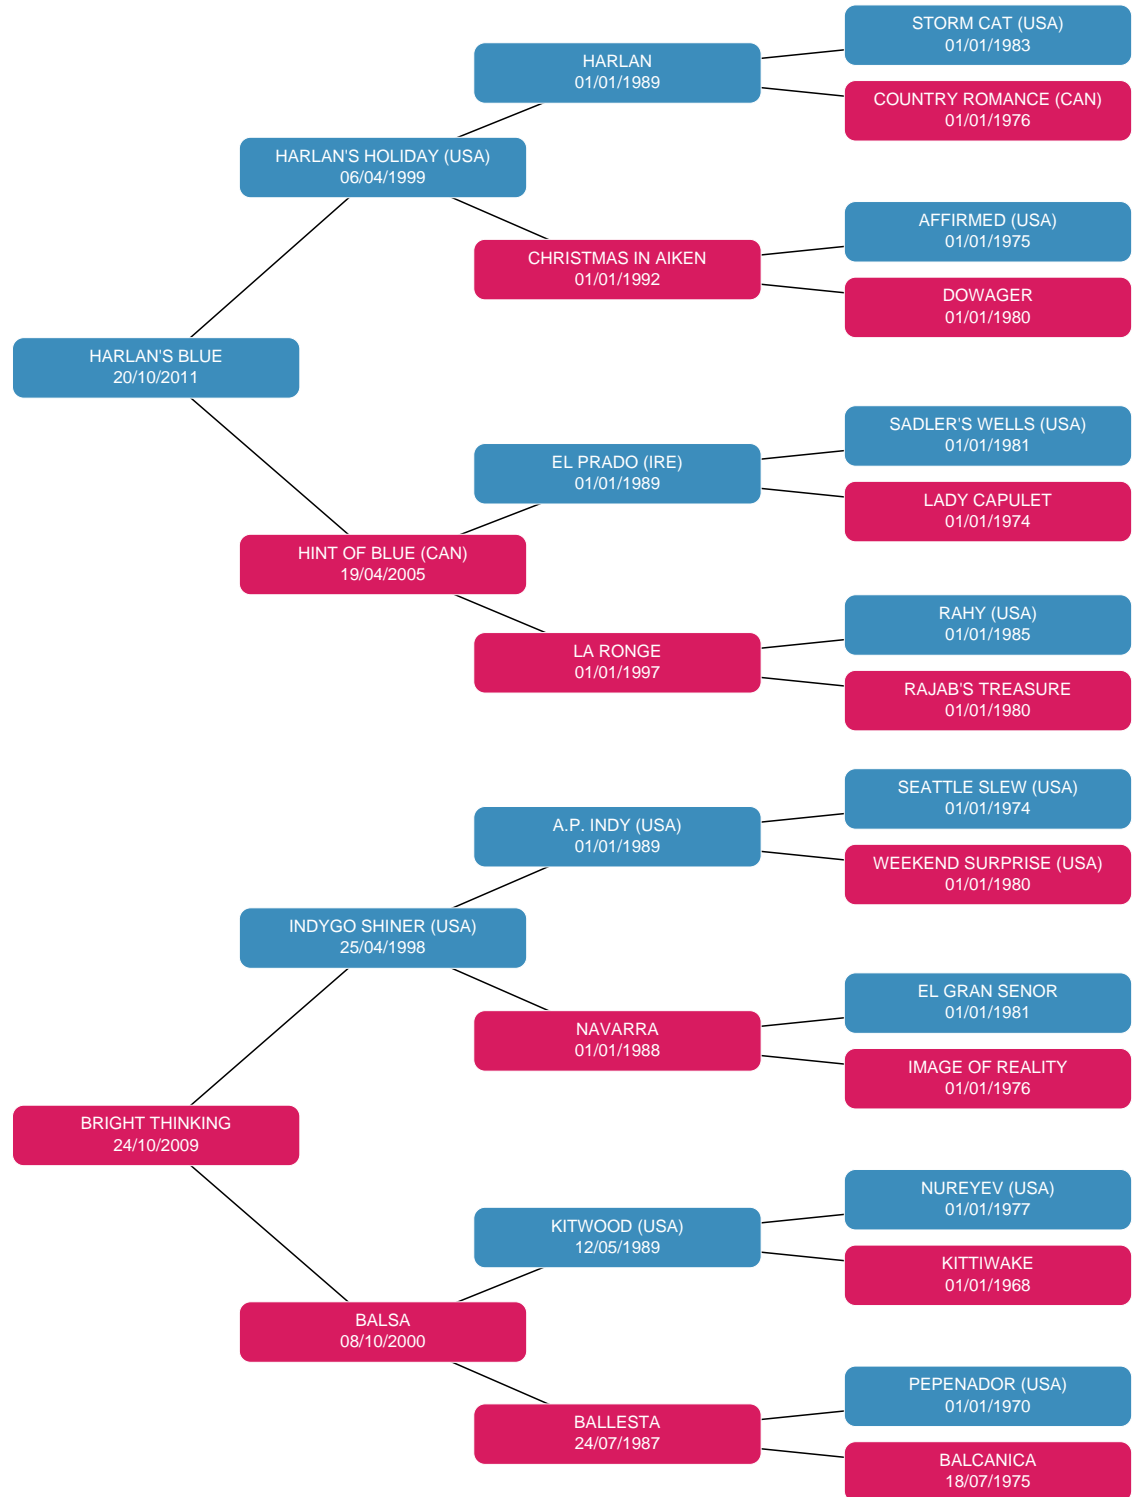 STORM CAT (USA)
01/01/1983
HARLAN
01/01/1989
COUNTRY ROMANCE (CAN)
01/01/1976
HARLAN'S HOLIDAY (USA)
06/04/1999
AFFIRMED (USA)
01/01/1975
CHRISTMAS IN AIKEN
01/01/1992
DOWAGER
01/01/1980
HARLAN'S BLUE
20/10/2011
SADLER'S WELLS (USA)
01/01/1981
EL PRADO (IRE)
01/01/1989
LADY CAPULET
01/01/1974
HINT OF BLUE (CAN)
19/04/2005
RAHY (USA)
01/01/1985
LA RONGE
01/01/1997
RAJAB'S TREASURE
01/01/1980
SEATTLE SLEW (USA)
01/01/1974
A.P. INDY (USA)
01/01/1989
WEEKEND SURPRISE (USA)
01/01/1980
INDYGO SHINER (USA)
25/04/1998
EL GRAN SENOR
01/01/1981
NAVARRA
01/01/1988
IMAGE OF REALITY
01/01/1976
BRIGHT THINKING
24/10/2009
NUREYEV (USA)
01/01/1977
KITWOOD (USA)
12/05/1989
KITTIWAKE
01/01/1968
BALSA
08/10/2000
PEPENADOR (USA)
01/01/1970
BALLESTA
24/07/1987
BALCANICA
18/07/1975